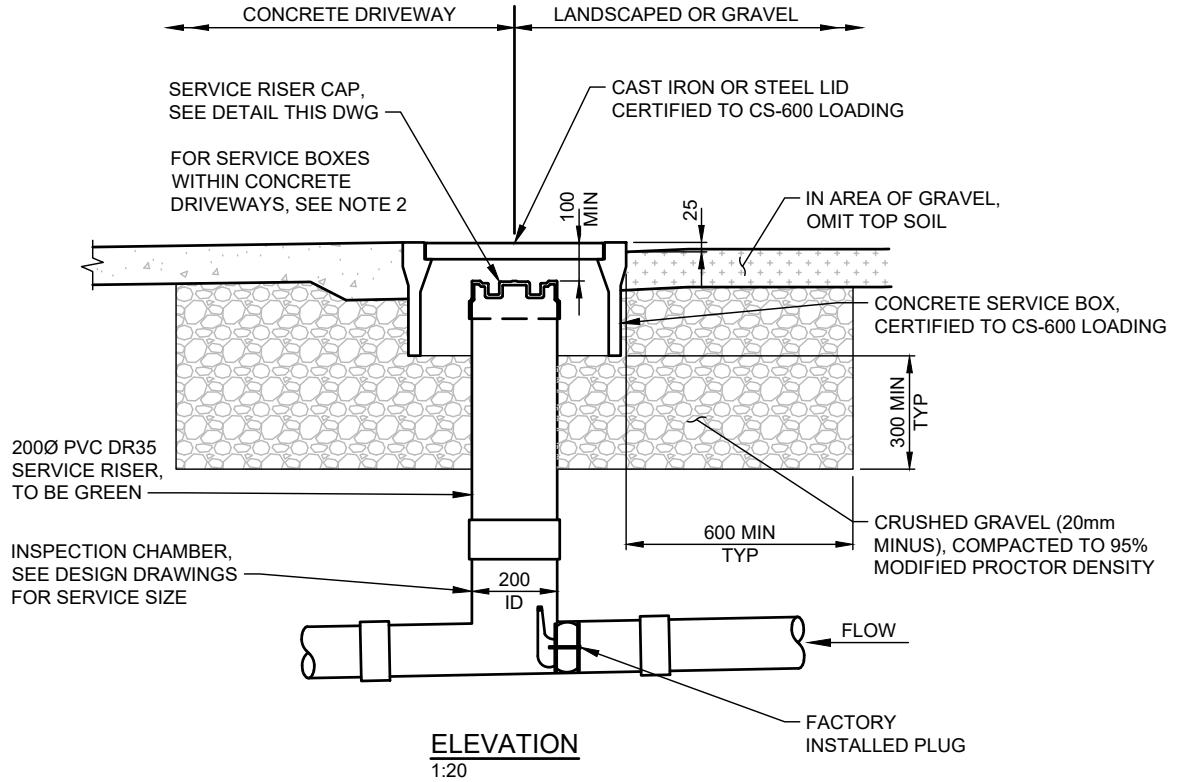 CONCRETE DRIVEWAY
LANDSCAPED OR GRAVEL
SERVICE RISER CAP,
SEE DETAIL THIS DWG
CAST IRON OR STEEL LID
CERTIFIED TO CS-600 LOADING
FOR SERVICE BOXES
WITHIN CONCRETE
DRIVEWAYS, SEE NOTE 2
100
MIN
25
IN AREA OF GRAVEL,
OMIT TOP SOIL
CONCRETE SERVICE BOX,
CERTIFIED TO CS-600 LOADING
300 MIN
TYP
200Ø PVC DR35
SERVICE RISER,
TO BE GREEN
600 MIN
TYP
CRUSHED GRAVEL (20mm
MINUS), COMPACTED TO 95%
MODIFIED PROCTOR DENSITY
INSPECTION CHAMBER,
SEE DESIGN DRAWINGS
FOR SERVICE SIZE
200
ID
FLOW
FACTORY
INSTALLED PLUG
ELEVATION
1:20